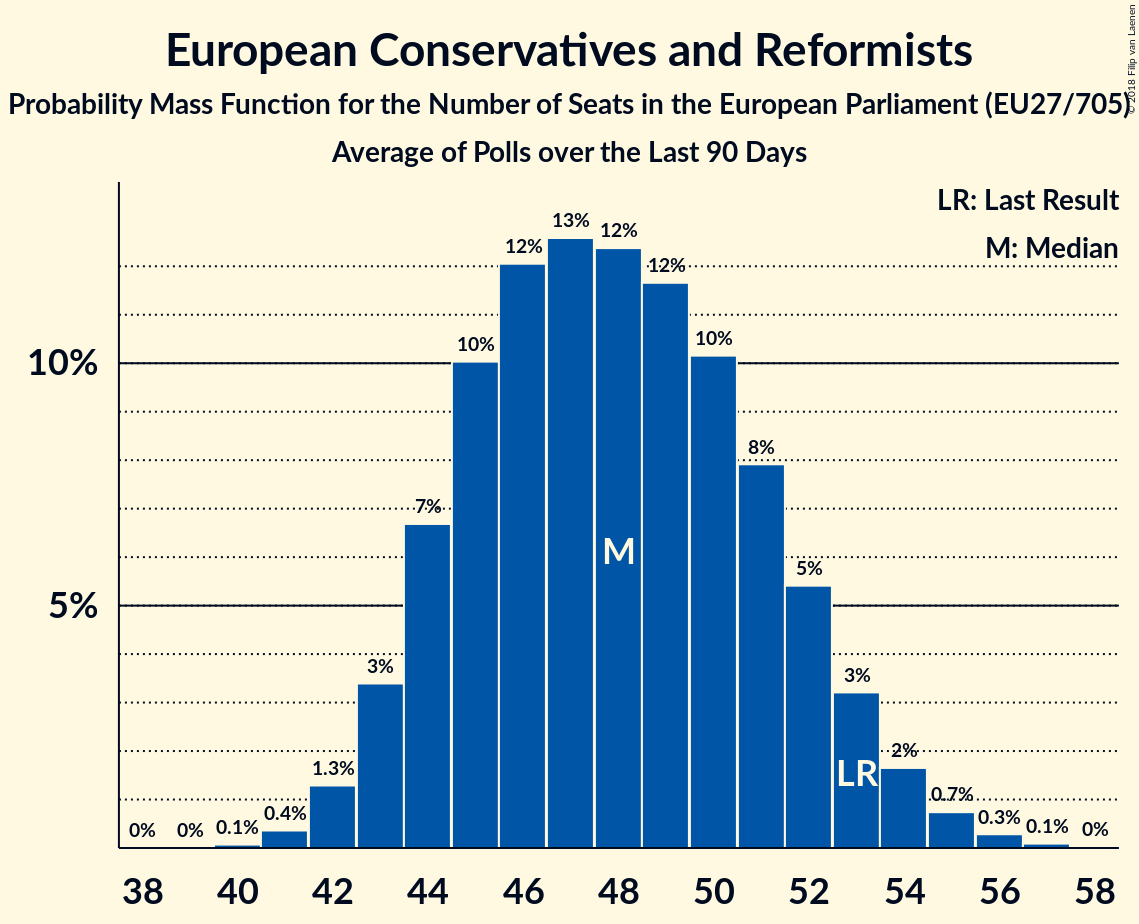 European Conservatives and Reformists
Probability Mass Function for the Number of Seats in the European Parliament (EU27/705)
Average of Polls over the Last 90 Days
© 2018 Filip van Laenen
LR: Last Result
M: Median
10%
5%
0%
0%
0.1%
0.4%
1.3%
3%
7%
10%
12%
13%
12%
12%
10%
8%
5%
3%
2%
0.7%
0.3%
0.1%
0%
M
LR
38 40 42 44 46 48 50 52 54 56 58